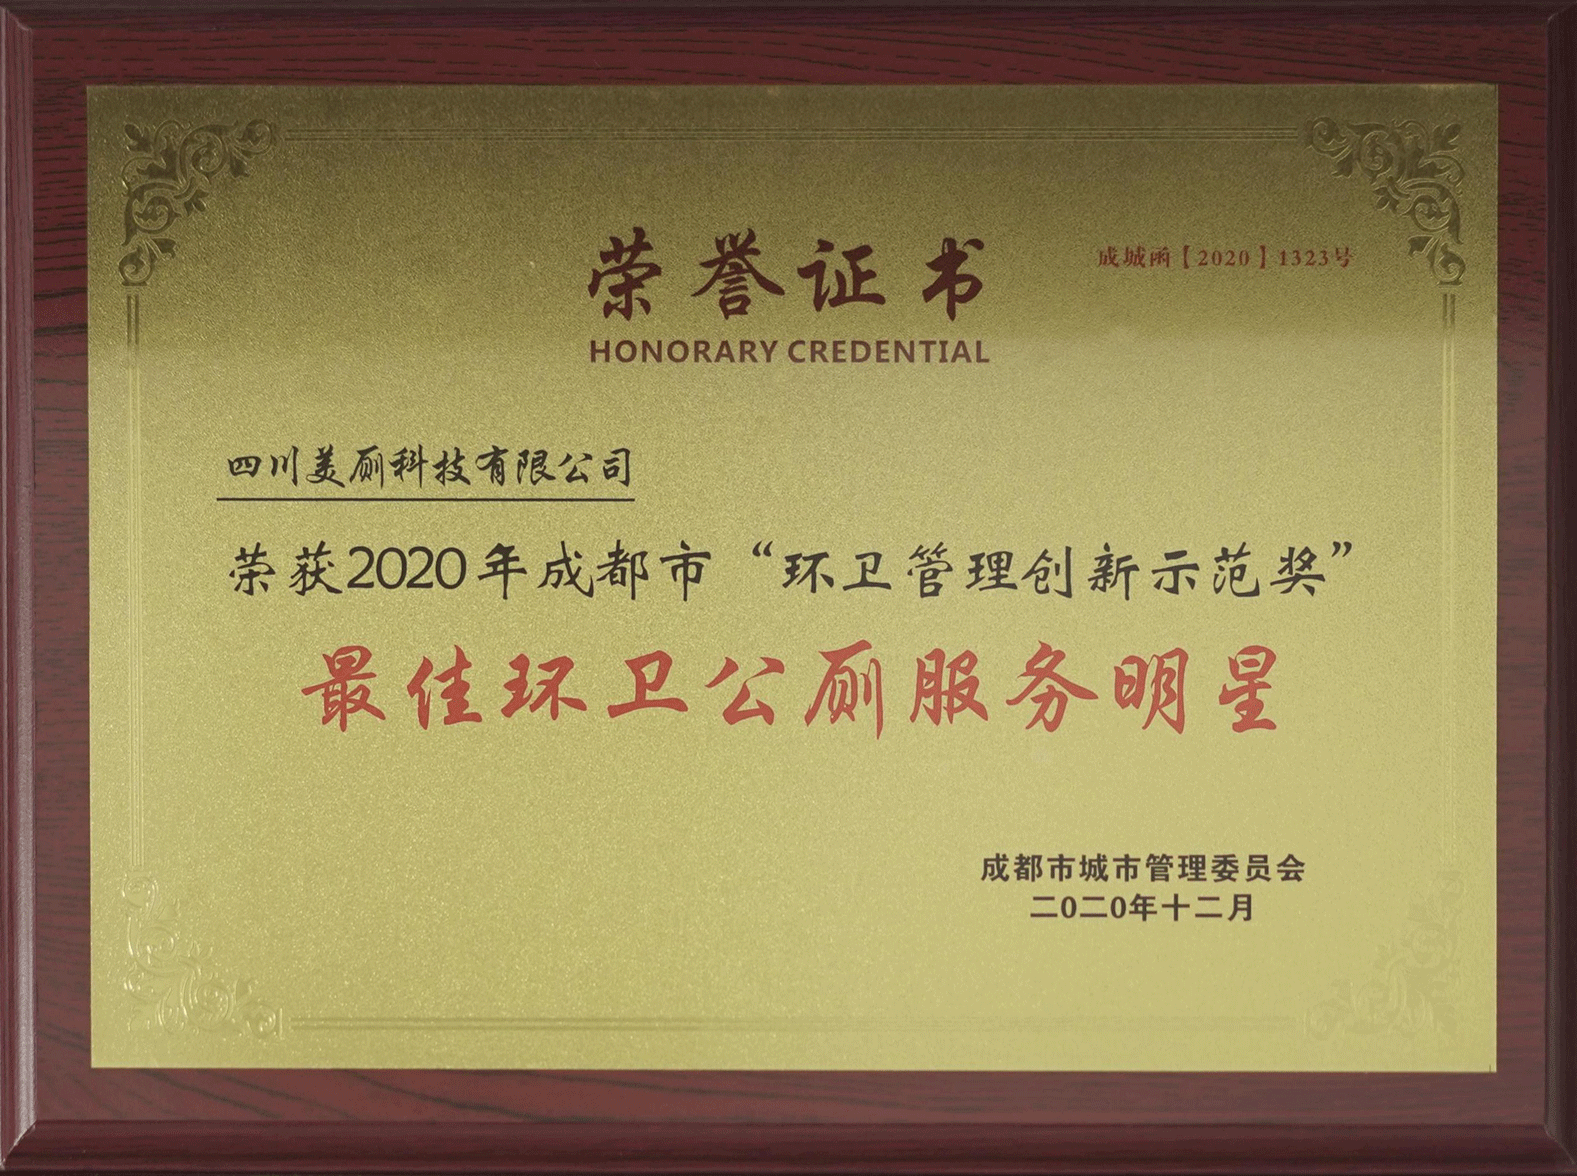 荣誉证书
成城函【2020】1323号
HONORARY CREDENTIAL
四川美厕科技有限公司
荣获2020年成都市“环卫管理创新示范奖”
最佳环卫公厕服务明星
成都市城市管理委员会
二0二0年十二月